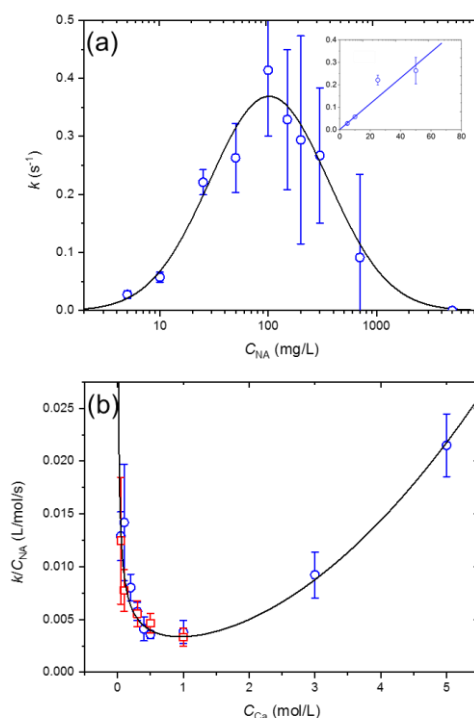 (a)
0.5
0.4
0.3
0.2
0.1
0.0
k (s⁻¹)
0.4
0.3
0.2
0.1
0.0
0 20 40 60 80
10 100 1000
C_NA (mg/L)
(b)
0.025
0.020
0.015
0.010
0.005
0.000
k/C_NA (L/mol/s)
0 1 2 3 4 5
C_Ca (mol/L)